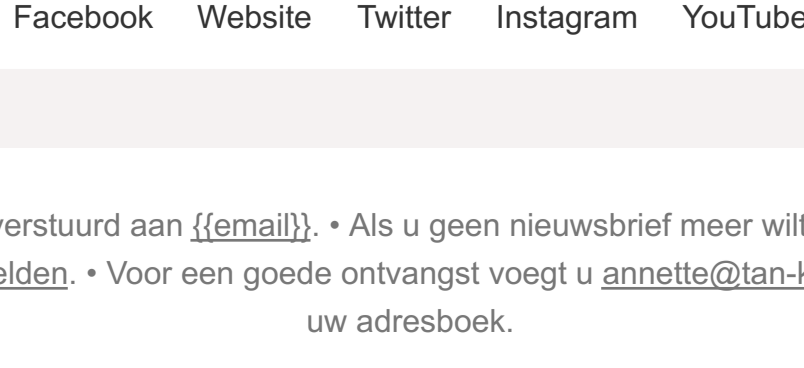 Facebook Website Twitter Instagram YouTube
verstuurd aan {{email}}. • Als u geen nieuwsbrief meer wilt
elden. • Voor een goede ontvangst voegt u annette@tan-k
uw adresboek.